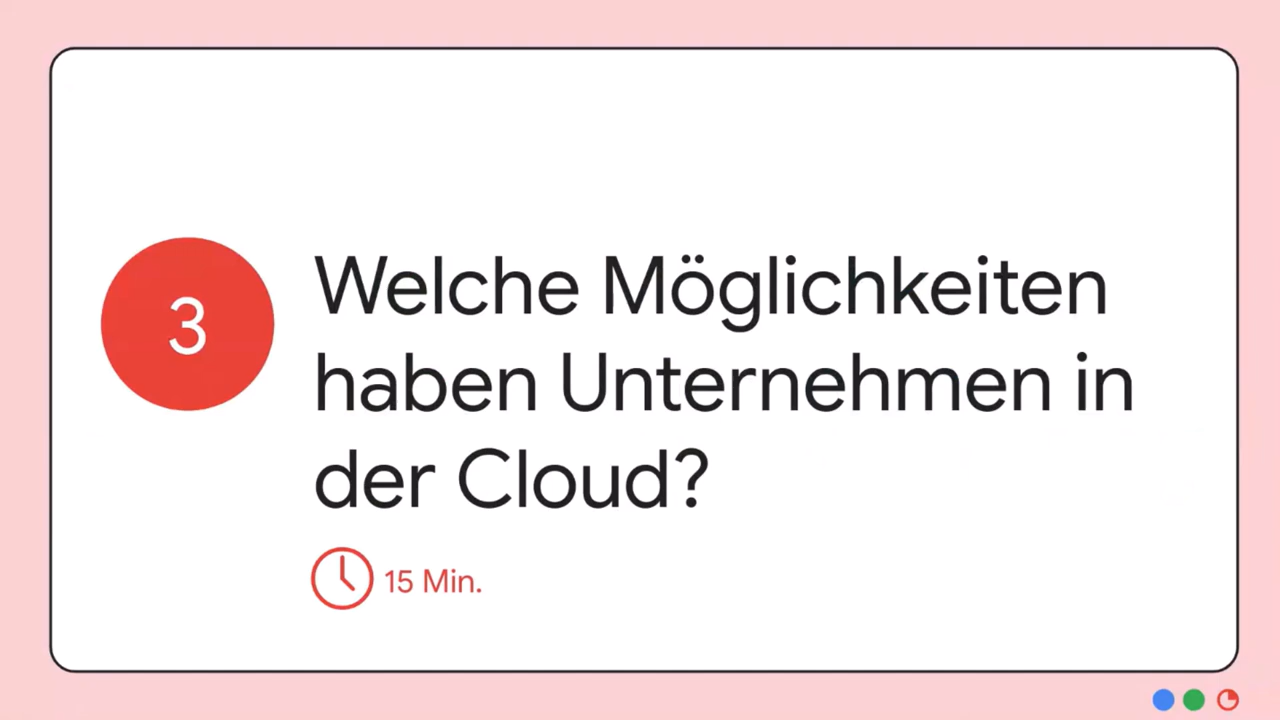 3
Welche Möglichkeiten
haben Unternehmen in
der Cloud?
15 Min.